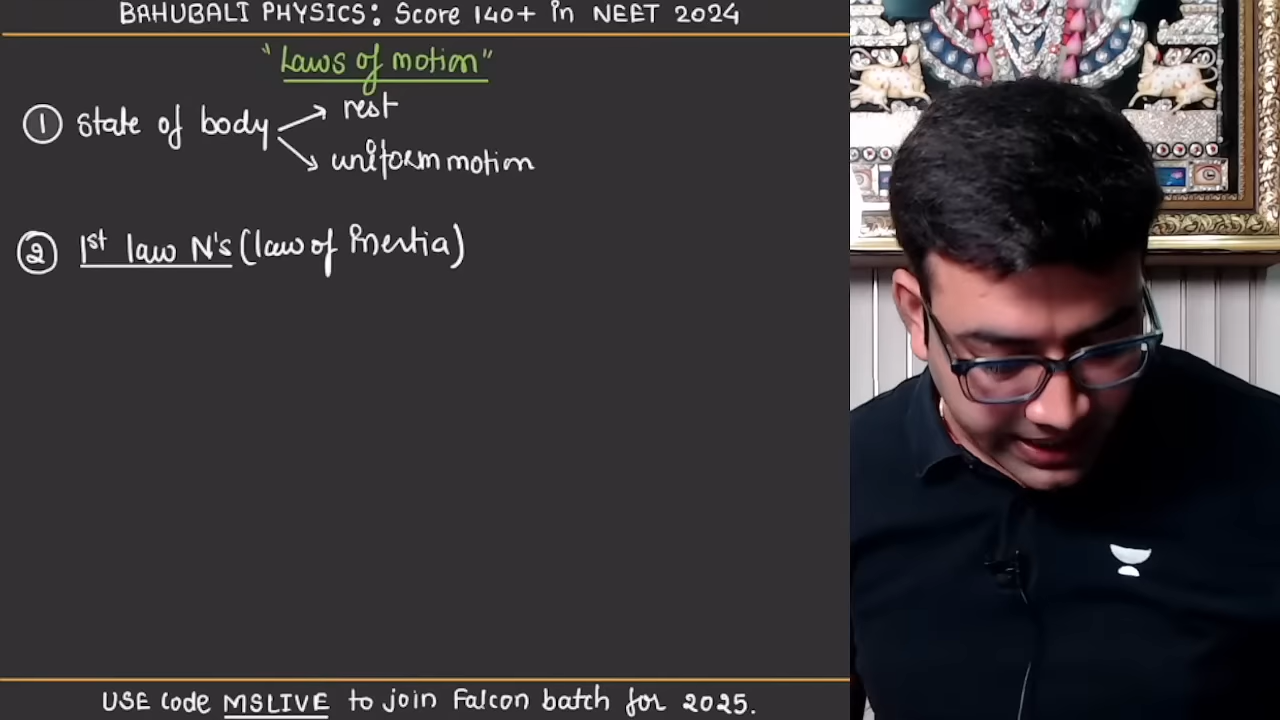 BAHUBALI PHYSICS: Score 140+ in NEET 2024
"Laws of motion"
1 State of body → rest
→ uniform motion
2 1st law N's (law of Inertia)
USE Code MSLIVE to join Falcon batch for 2025.